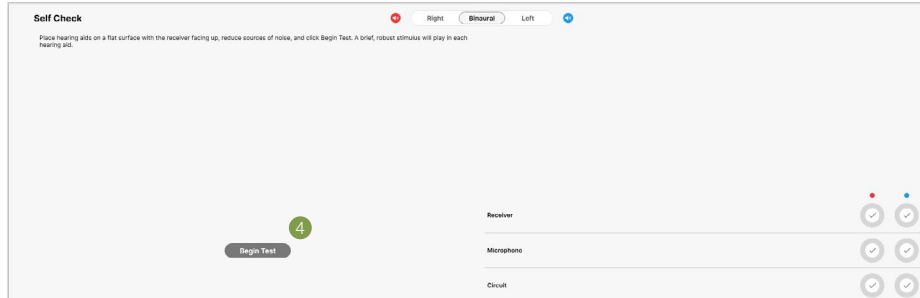 Self Check
Right Binaural Left
Place hearing aids on a flat surface with the receiver facing up, reduce sources of noise, and click Begin Test. A brief, robust stimulus will play in each
hearing aid.
4
Begin Test
Receiver
Microphone
Circuit